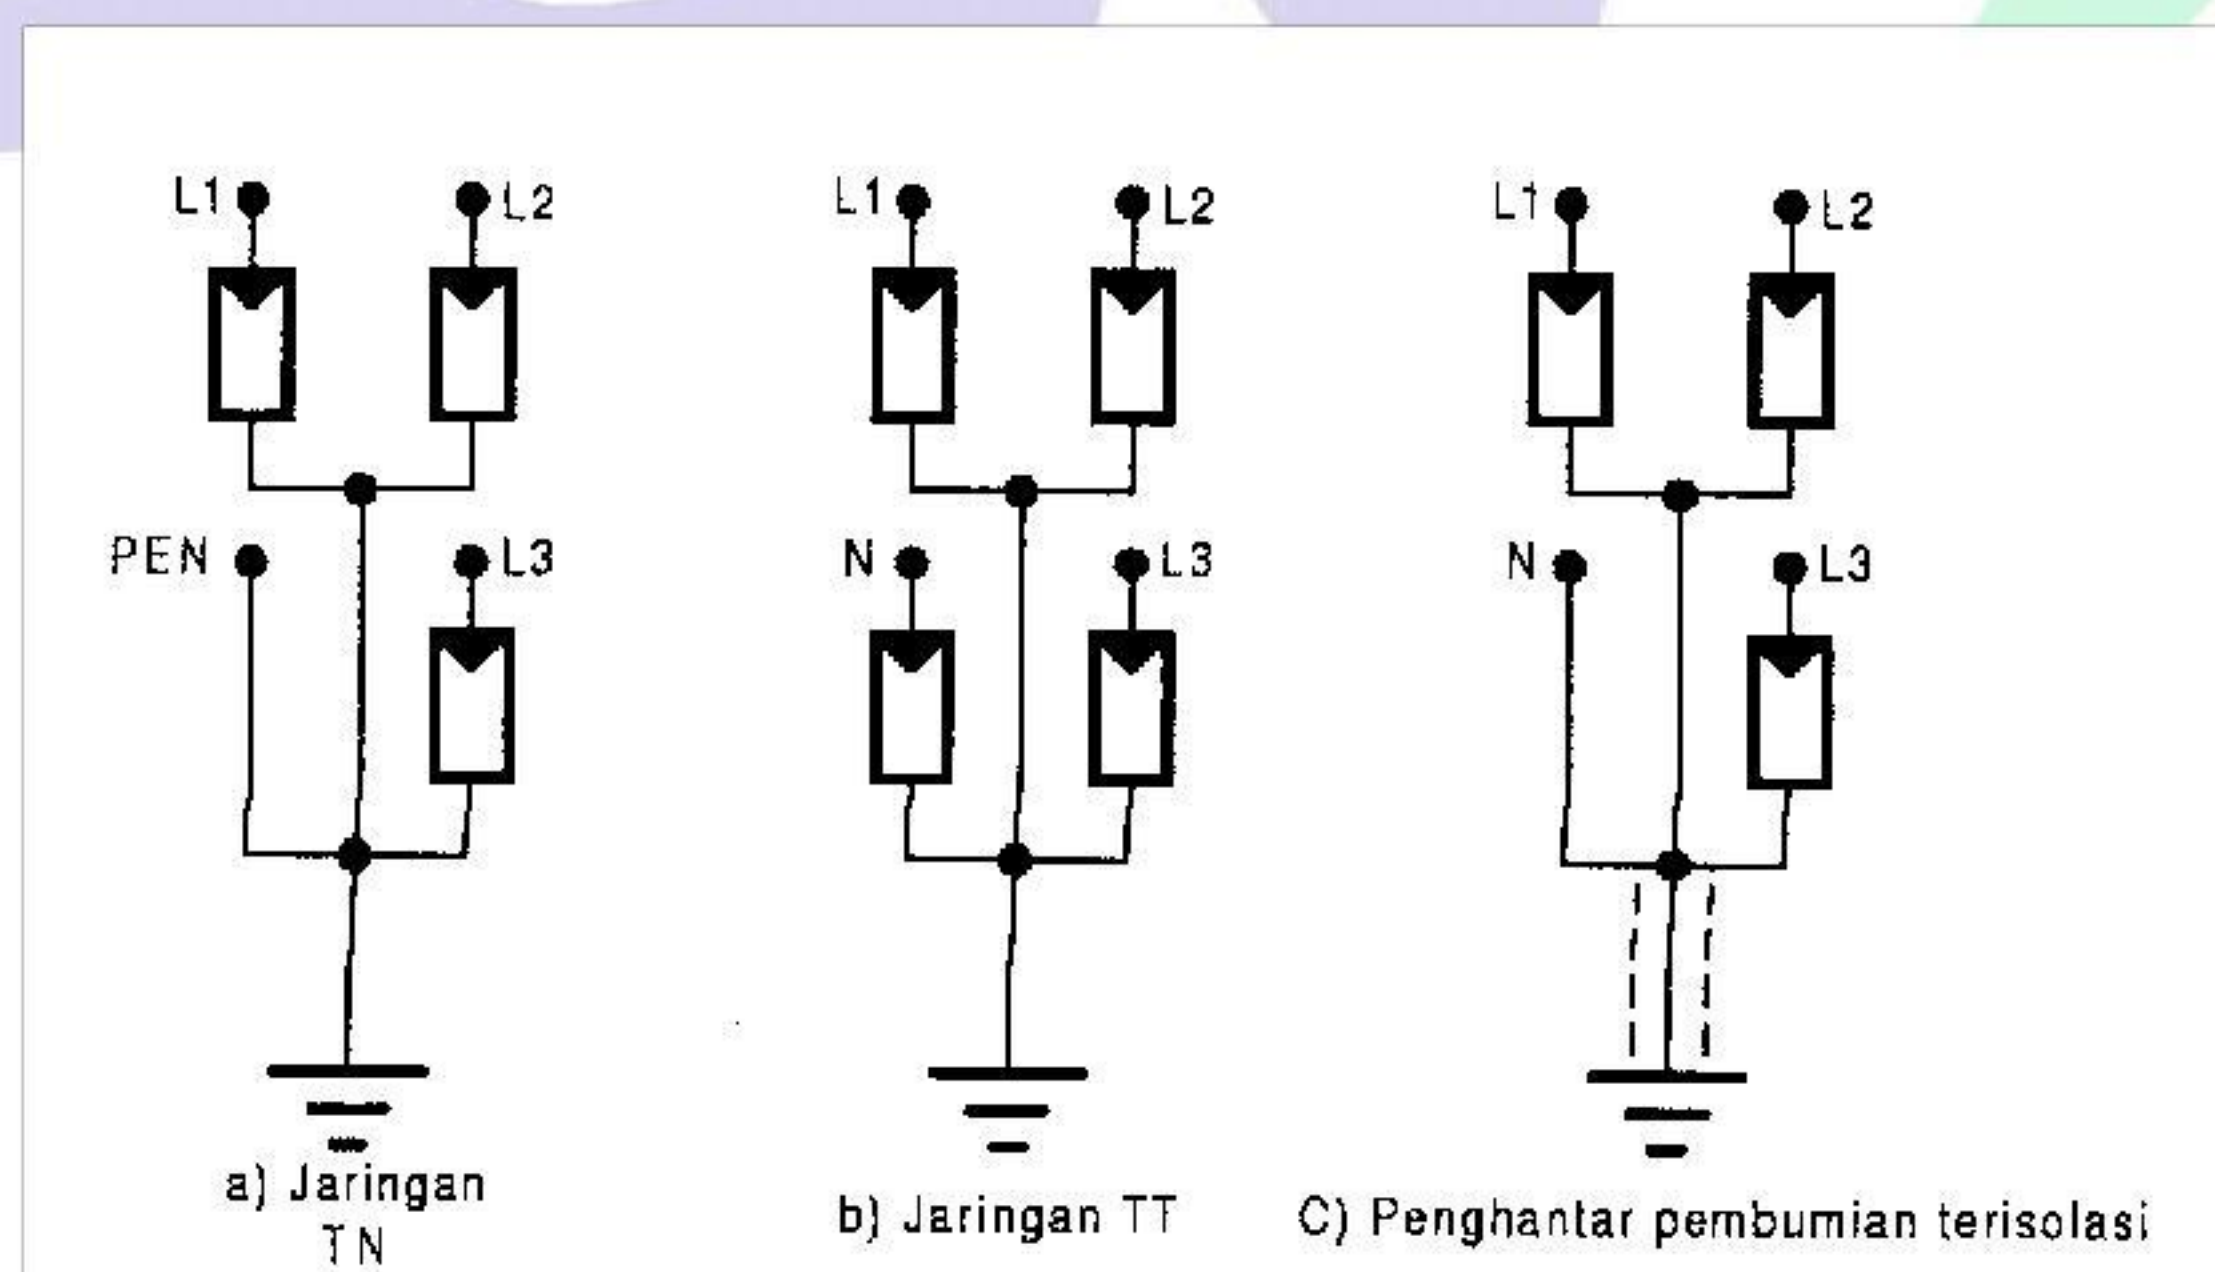 L1 L2 L1 L2 L1 L2
PEN L3 N L3 N L3
a) Jaringan
TN
b) Jaringan TT
C) Penghantar pembumian terisolasi